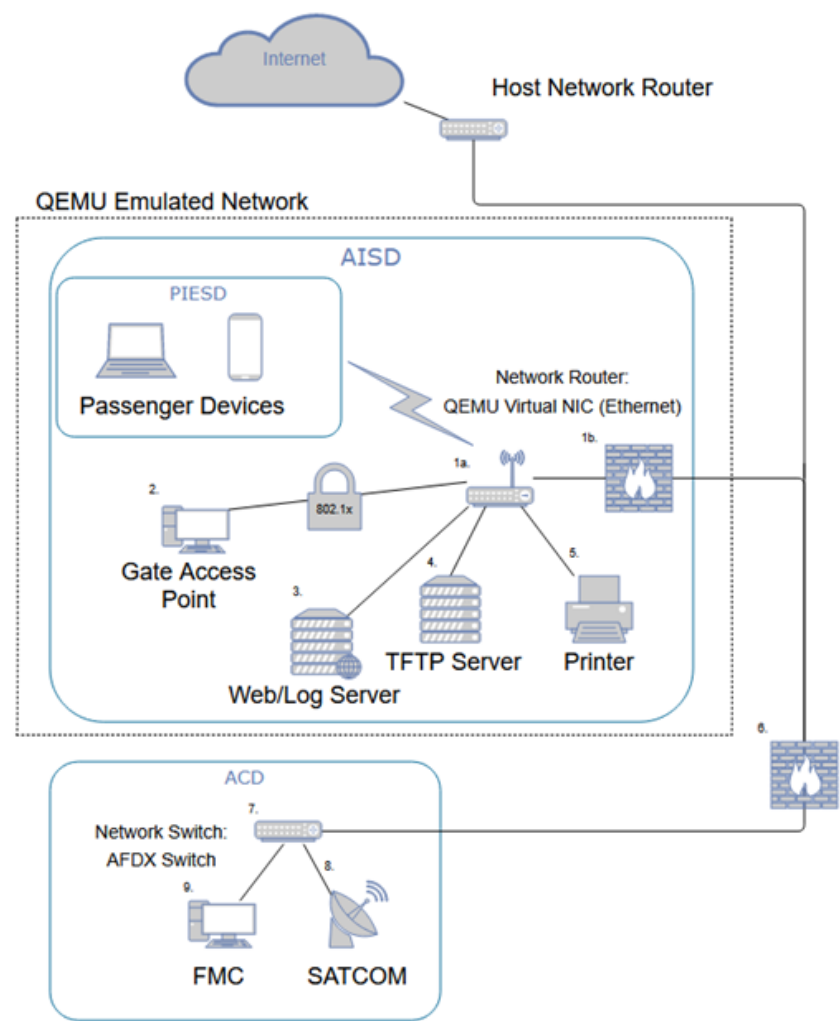 Internet
Host Network Router
QEMU Emulated Network
AISD
PIESD
Passenger Devices
Network Router:
QEMU Virtual NIC (Ethernet)
1a.
1b.
2.
802.1x
Gate Access
Point
3.
Web/Log Server
4.
TFTP Server
5.
Printer
6.
ACD
7.
Network Switch:
AFDX Switch
8.
9.
FMC
SATCOM